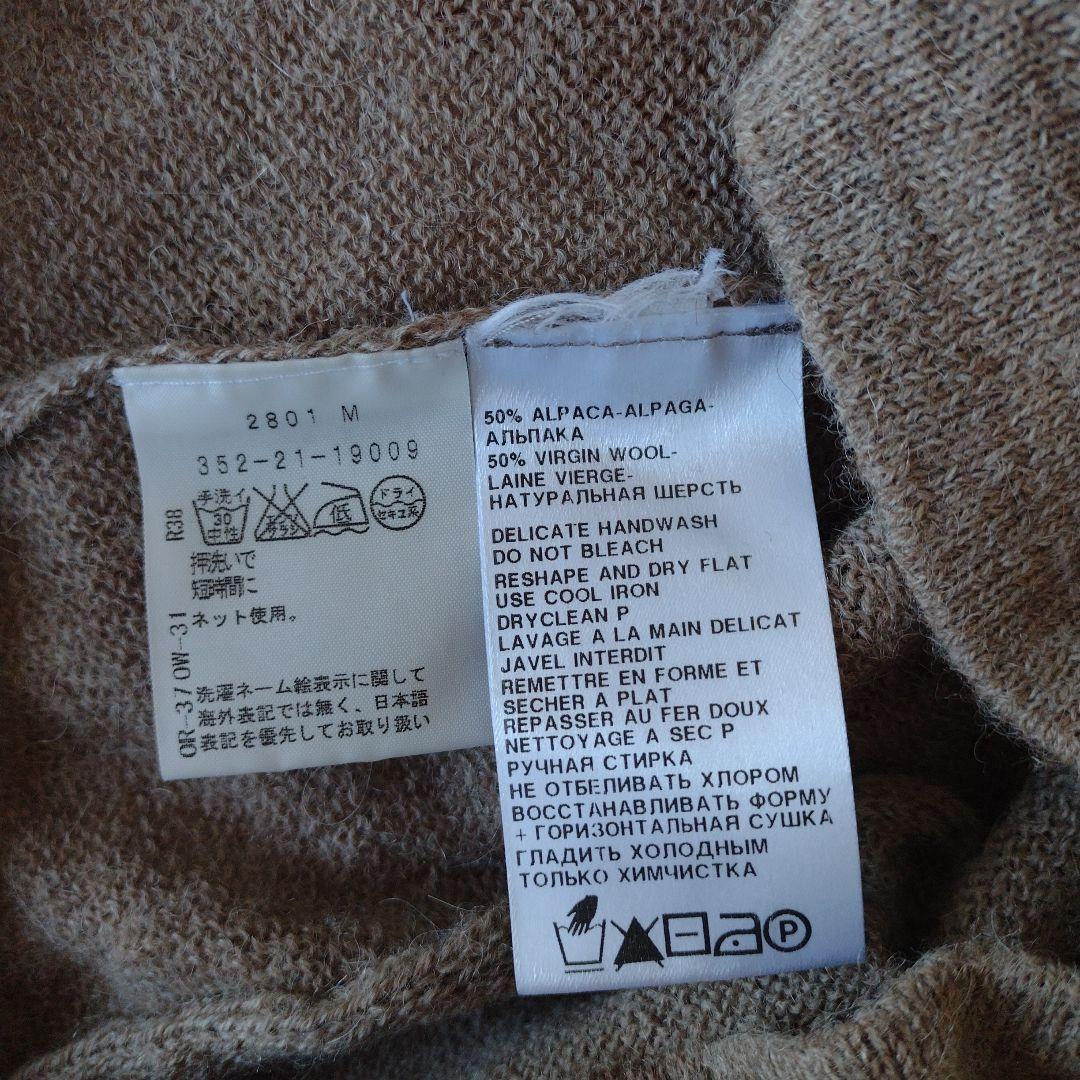 2801 M
352-21-19009
R38
手洗イ
30
中性
エンソ サラシ
低
ドライ
セキユ系
押洗いで
短時間に
ネット使用。
OR-370W-31
洗濯ネーム絵表示に関して
海外表記では無く、日本語
表記を優先してお取り扱い
50% ALPACA-ALPAGA-
АЛЬПАКА
50% VIRGIN WOOL-
LAINE VIERGE-
НАТУРАЛЬНАЯ ШЕРСТЬ
DELICATE HANDWASH
DO NOT BLEACH
RESHAPE AND DRY FLAT
USE COOL IRON
DRYCLEAN P
LAVAGE A LA MAIN DELICAT
JAVEL INTERDIT
REMETTRE EN FORME ET
SECHER A PLAT
REPASSER AU FER DOUX
NETTOYAGE A SEC P
РУЧНАЯ СТИРКА
НЕ ОТБЕЛИВАТЬ ХЛОРОМ
ВОССТАНАВЛИВАТЬ ФОРМУ
+ ГОРИЗОНТАЛЬНАЯ СУШКА
ГЛАДИТЬ ХОЛОДНЫМ
ТОЛЬКО ХИМЧИСТКА
P